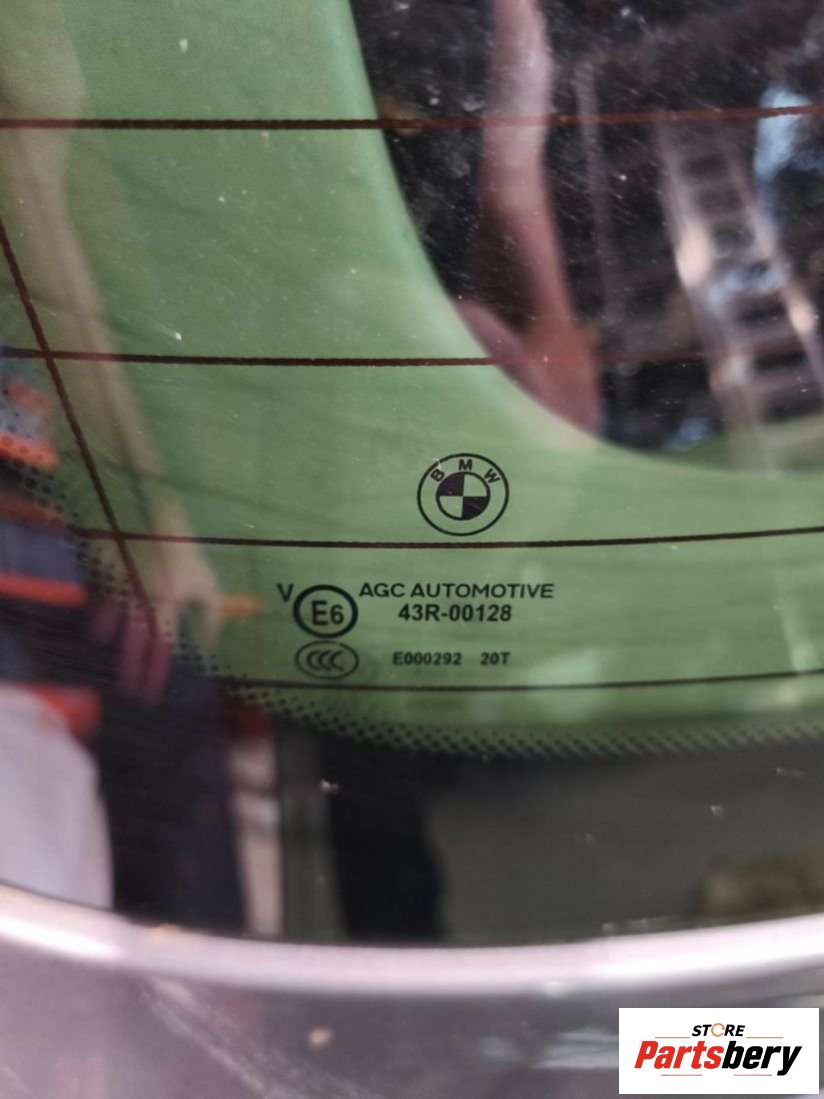 BMW
V E6 AGC AUTOMOTIVE
43R-00128
CCC E000292 20T
STORE
Partsbery